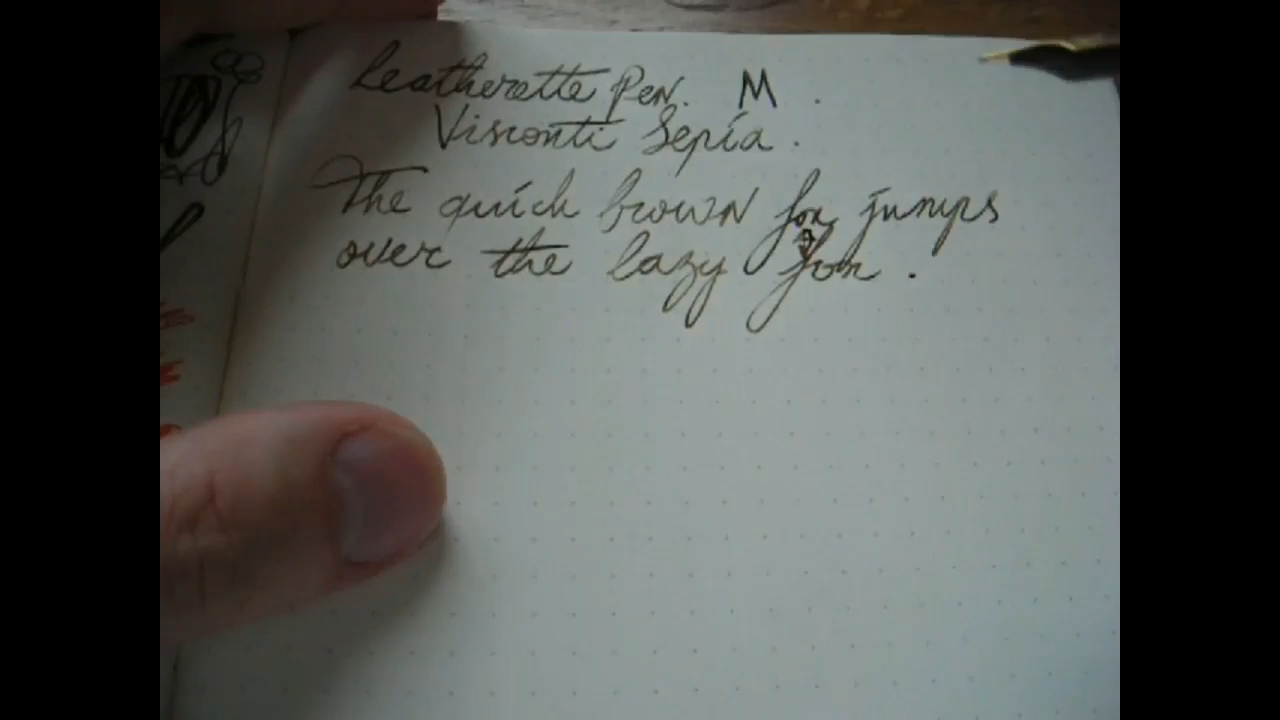 Leatherette Pen. M.
Visconti Sepia.
The quick brown fox jumps
over the lazy fox.